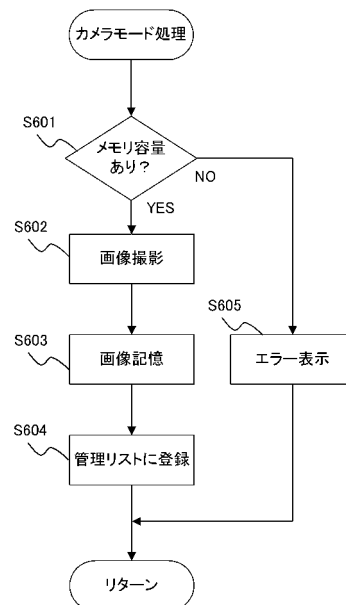 カメラモード処理
S601
メモリ容量
あり?
NO
YES
S602
画像撮影
S605
S603
画像記憶
エラー表示
S604
管理リストに登録
リターン